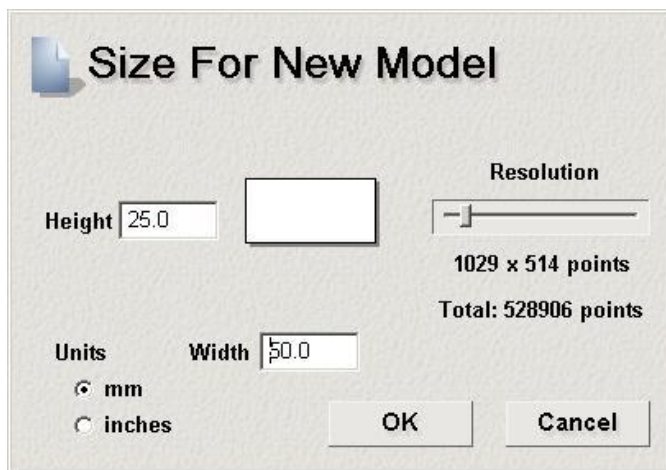 Size For New Model
Resolution
Height 25.0
1029 x 514 points
Total: 528906 points
Units
Width 50.0
mm
inches
OK
Cancel